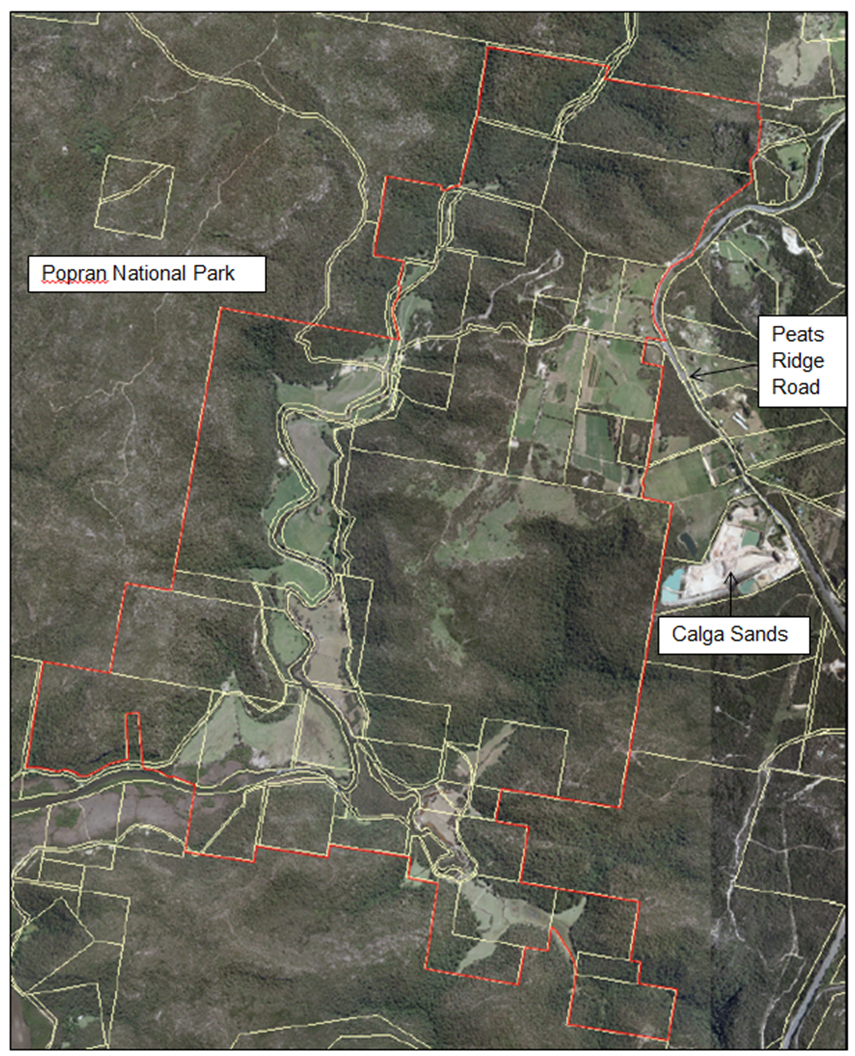 Popran National Park
Peats
Ridge
Road
Calga Sands